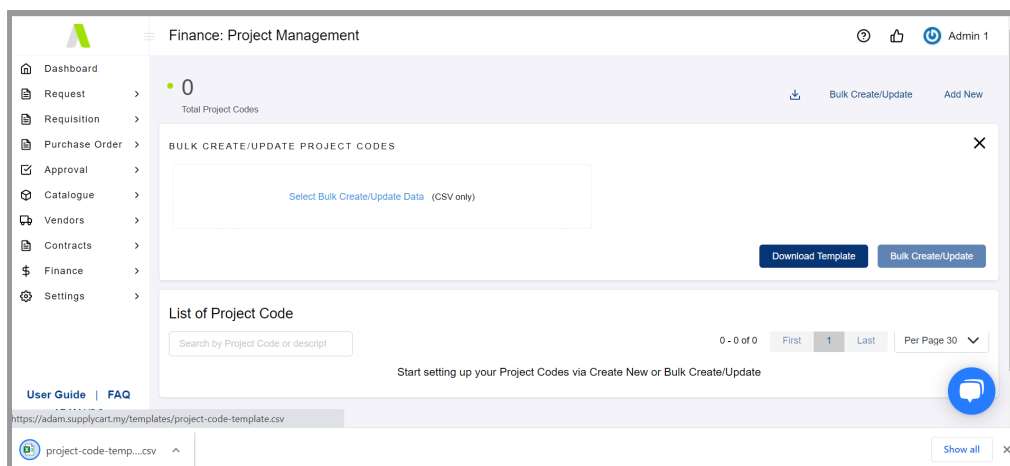 Finance: Project Management
Admin 1
Dashboard
Request
Requisition
Purchase Order
Approval
Catalogue
Vendors
Contracts
Finance
Settings
User Guide | FAQ
0
Total Project Codes
Bulk Create/Update
Add New
BULK CREATE/UPDATE PROJECT CODES
Select Bulk Create/Update Data (CSV only)
Download Template
Bulk Create/Update
List of Project Code
Search by Project Code or descript
0 - 0 of 0
First
1
Last
Per Page 30
Start setting up your Project Codes via Create New or Bulk Create/Update
https://adam.supplycart.my/templates/project-code-template.csv
project-code-temp....csv
Show all